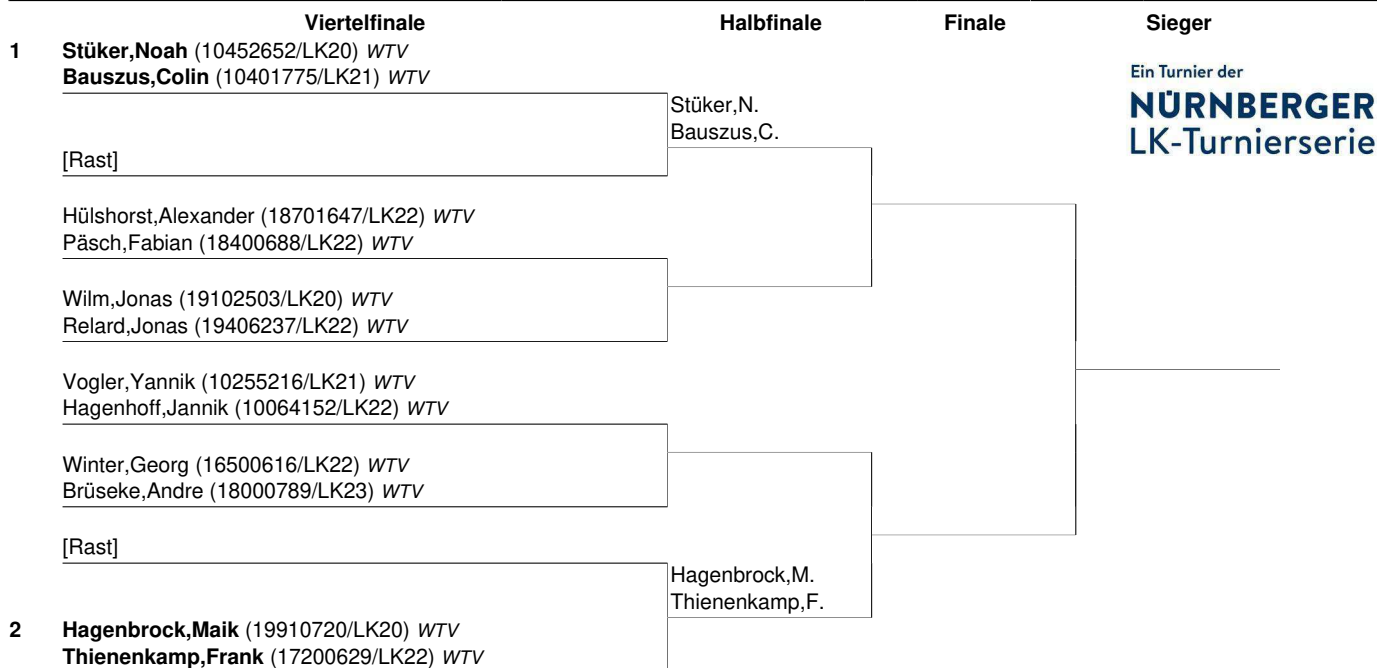 Viertelfinale Halbfinale Finale Sieger
1 Stüker,Noah (10452652/LK20) WTV
Bauszus,Colin (10401775/LK21) WTV
Ein Turnier der
NÜRNBERGER
LK-Turnierserie
Stüker,N.
Bauszus,C.
[Rast]
Hülshorst,Alexander (18701647/LK22) WTV
Päsch,Fabian (18400688/LK22) WTV
Wilm,Jonas (19102503/LK20) WTV
Relard,Jonas (19406237/LK22) WTV
Vogler,Yannik (10255216/LK21) WTV
Hagenhoff,Jannik (10064152/LK22) WTV
Winter,Georg (16500616/LK22) WTV
Brüseke,Andre (18000789/LK23) WTV
[Rast]
Hagenbrock,M.
Thienenkamp,F.
2 Hagenbrock,Maik (19910720/LK20) WTV
Thienenkamp,Frank (17200629/LK22) WTV